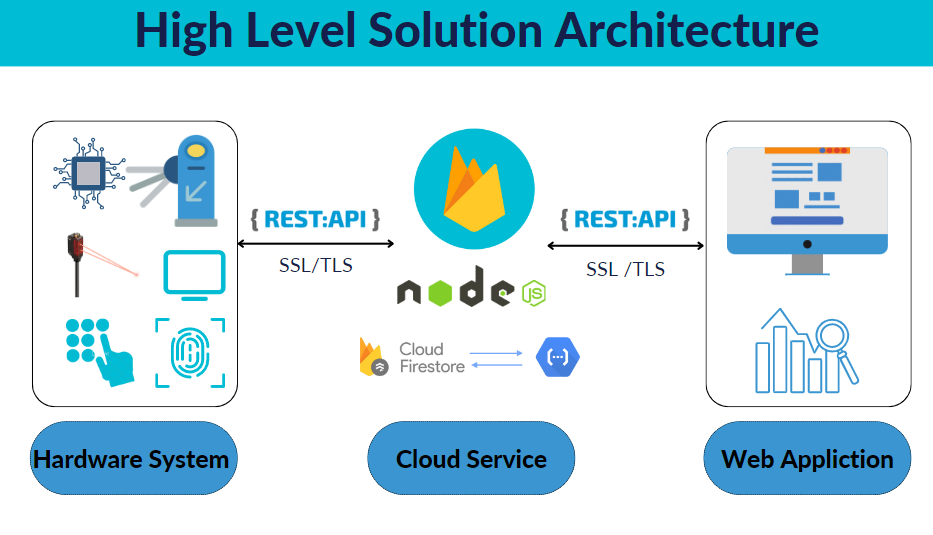 High Level Solution Architecture
{ REST:API }
SSL/TLS
{ REST:API }
SSL /TLS
node
JS
Cloud
Firestore
Hardware System
Cloud Service
Web Appliction